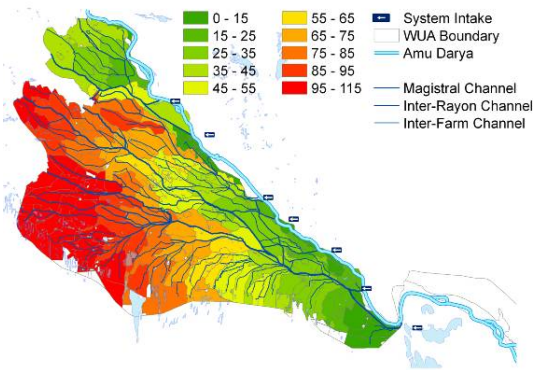 0 - 15
15 - 25
25 - 35
35 - 45
45 - 55
55 - 65
65 - 75
75 - 85
85 - 95
95 - 115
System Intake
WUA Boundary
Amu Darya
Magistral Channel
Inter-Rayon Channel
Inter-Farm Channel